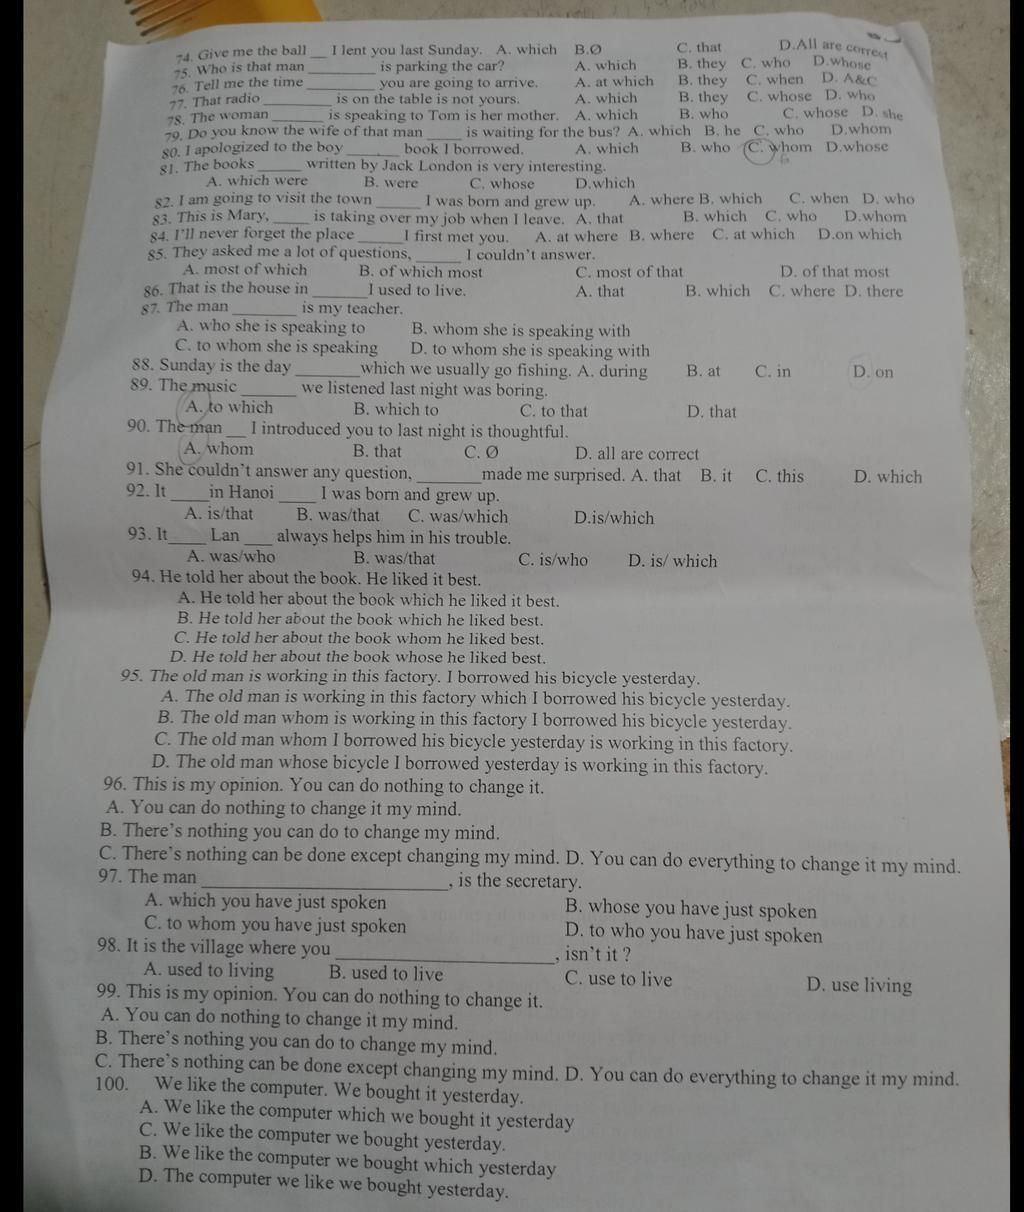 74. Give me the ball __ I lent you last Sunday. A. which B.Ø C. that D.All are correct
75. Who is that man ________ is parking the car? A. which B. they C. who D.whose
76. Tell me the time ________ you are going to arrive. A. at which B. they C. when D. A&C
77. That radio ________ is on the table is not yours. A. which B. they C. whose D. who
78. The woman ______ is speaking to Tom is her mother. A. which B. who C. whose D. she
79. Do you know the wife of that man ____ is waiting for the bus? A. which B. he C. who D.whom
80. I apologized to the boy ______ book I borrowed. A. which B. who C. whom D.whose
81. The books _____ written by Jack London is very interesting.
A. which were B. were C. whose D.which
82. I am going to visit the town _____ I was born and grew up. A. where B. which C. when D. who
83. This is Mary, ____ is taking over my job when I leave. A. that B. which C. who D.whom
84. I'll never forget the place _____I first met you. A. at where B. where C. at which D.on which
85. They asked me a lot of questions, _____ I couldn't answer.
A. most of which B. of which most C. most of that D. of that most
86. That is the house in ______I used to live. A. that B. which C. where D. there
87. The man _______ is my teacher.
A. who she is speaking to B. whom she is speaking with
C. to whom she is speaking D. to whom she is speaking with
88. Sunday is the day _______which we usually go fishing. A. during B. at C. in D. on
89. The music ______ we listened last night was boring.
A. to which B. which to C. to that D. that
90. The man __ I introduced you to last night is thoughtful.
A. whom B. that C. Ø D. all are correct
91. She couldn't answer any question, _______made me surprised. A. that B. it C. this D. which
92. It ____in Hanoi ____ I was born and grew up.
A. is/that B. was/that C. was/which D.is/which
93. It____ Lan ___ always helps him in his trouble.
A. was/who B. was/that C. is/who D. is/ which
94. He told her about the book. He liked it best.
A. He told her about the book which he liked it best.
B. He told her about the book which he liked best.
C. He told her about the book whom he liked best.
D. He told her about the book whose he liked best.
95. The old man is working in this factory. I borrowed his bicycle yesterday.
A. The old man is working in this factory which I borrowed his bicycle yesterday.
B. The old man whom is working in this factory I borrowed his bicycle yesterday.
C. The old man whom I borrowed his bicycle yesterday is working in this factory.
D. The old man whose bicycle I borrowed yesterday is working in this factory.
96. This is my opinion. You can do nothing to change it.
A. You can do nothing to change it my mind.
B. There's nothing you can do to change my mind.
C. There's nothing can be done except changing my mind. D. You can do everything to change it my mind.
97. The man _________________________, is the secretary.
A. which you have just spoken B. whose you have just spoken
C. to whom you have just spoken D. to who you have just spoken
98. It is the village where you ______________________, isn't it ?
A. used to living B. used to live C. use to live D. use living
99. This is my opinion. You can do nothing to change it.
A. You can do nothing to change it my mind.
B. There's nothing you can do to change my mind.
C. There's nothing can be done except changing my mind. D. You can do everything to change it my mind.
100. We like the computer. We bought it yesterday.
A. We like the computer which we bought it yesterday
C. We like the computer we bought yesterday.
B. We like the computer we bought which yesterday
D. The computer we like we bought yesterday.